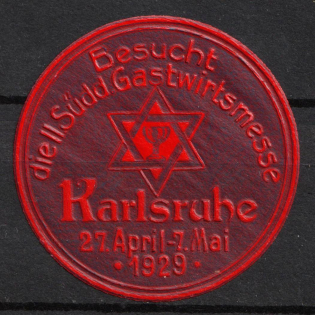 Besucht
die II. Südd. Gastwirtsmesse
Karlsruhe
27. April-7. Mai
• 1929 •